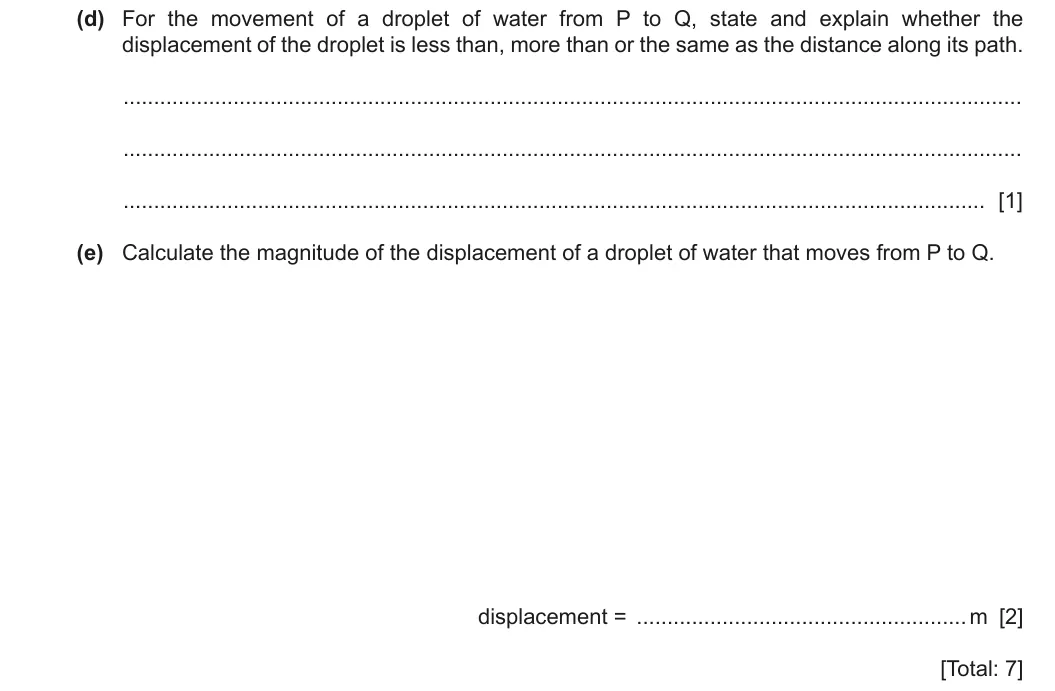 (d) For the movement of a droplet of water from P to Q, state and explain whether the
displacement of the droplet is less than, more than or the same as the distance along its path.
....................................................................................................................................................
....................................................................................................................................................
.............................................................................................................................................. [1]
(e) Calculate the magnitude of the displacement of a droplet of water that moves from P to Q.
displacement = ...................................................... m [2]
[Total: 7]